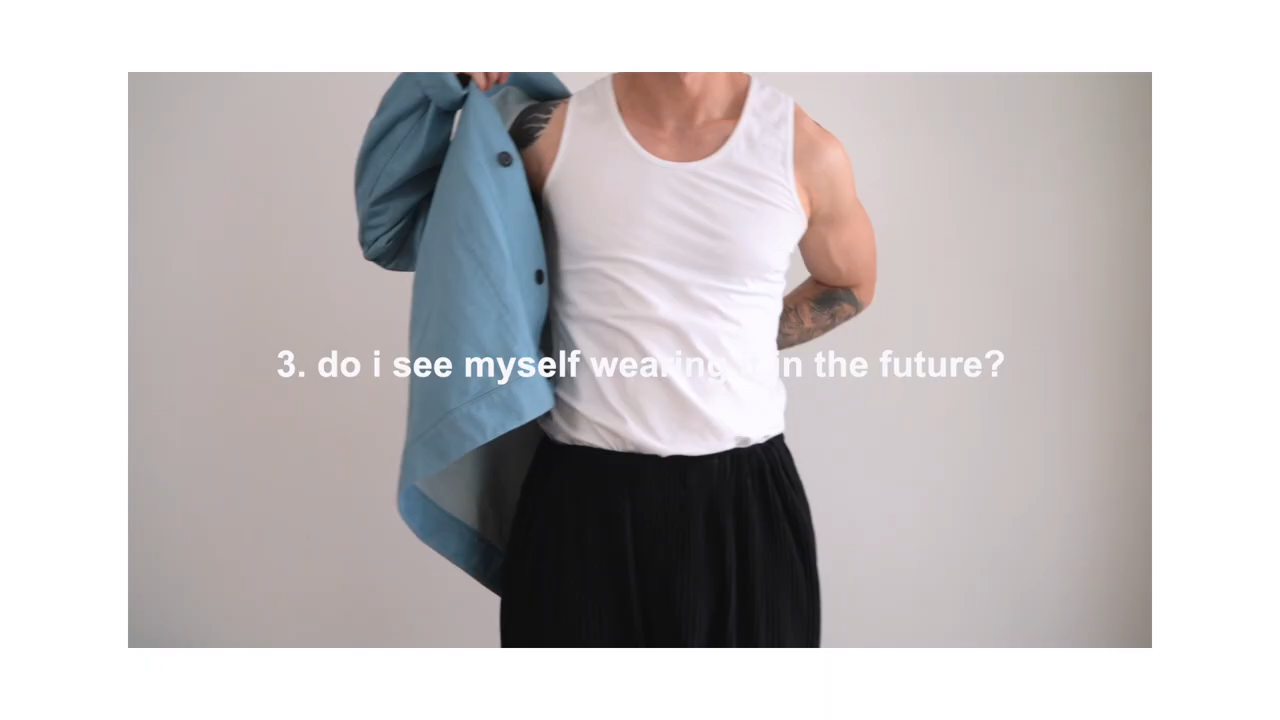 3. do i see myself wearing in the future?